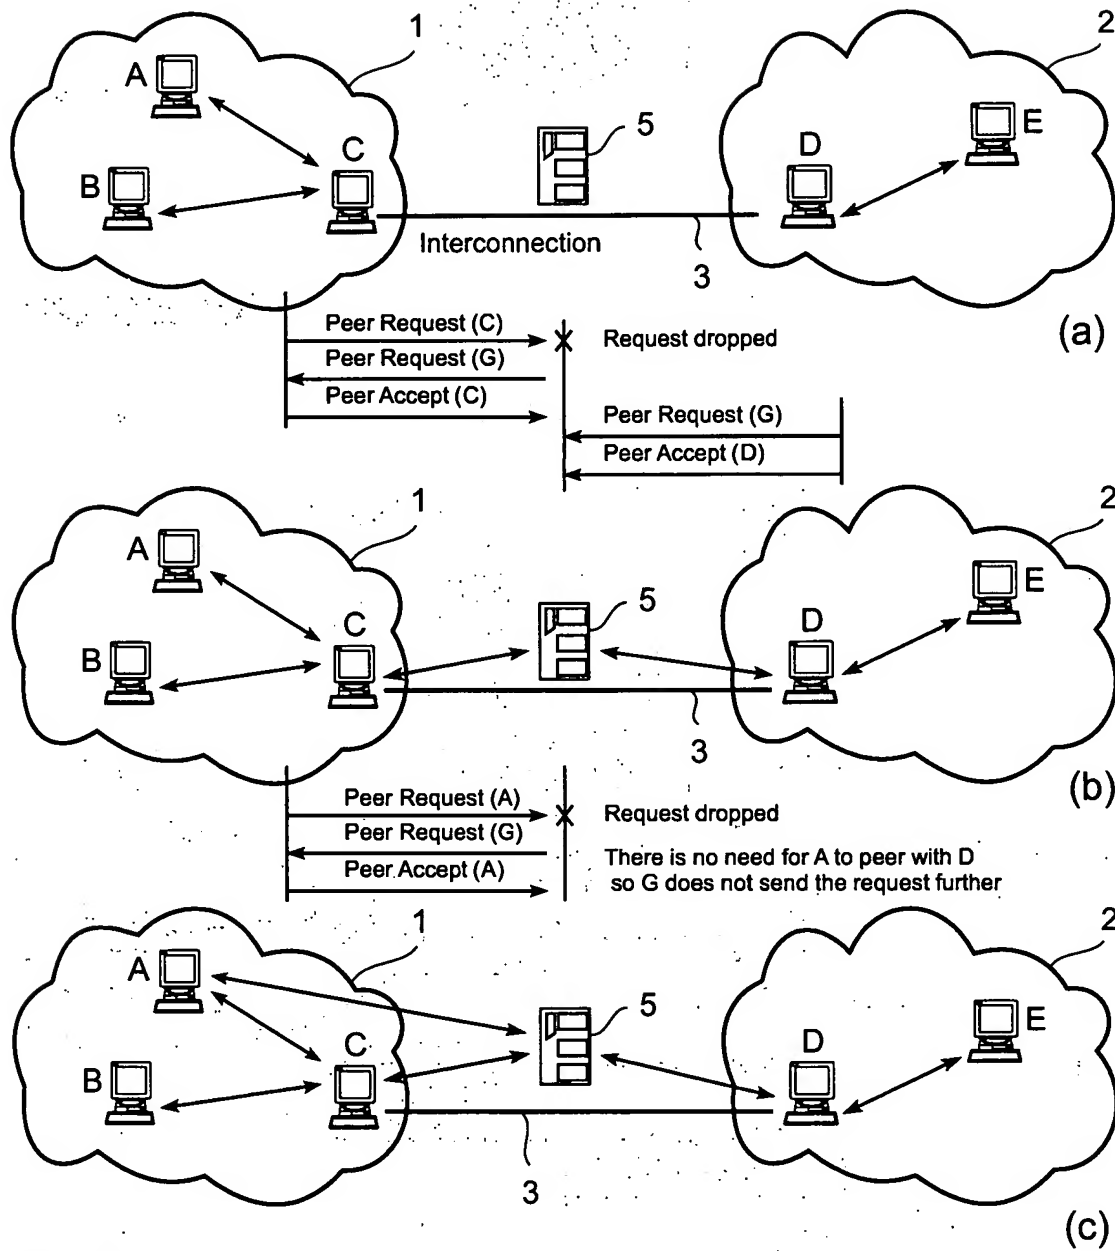 1
2
A
E
5
C
D
B
Interconnection
3
(a)
Peer Request (C)
Request dropped
Peer Request (G)
Peer Accept (C)
Peer Request (G)
Peer Accept (D)
1
2
A
E
5
C
D
B
3
(b)
Peer Request (A)
Request dropped
Peer Request (G)
There is no need for A to peer with D
Peer Accept (A)
so G does not send the request further
1
2
A
5
E
C
D
B
3
(c)